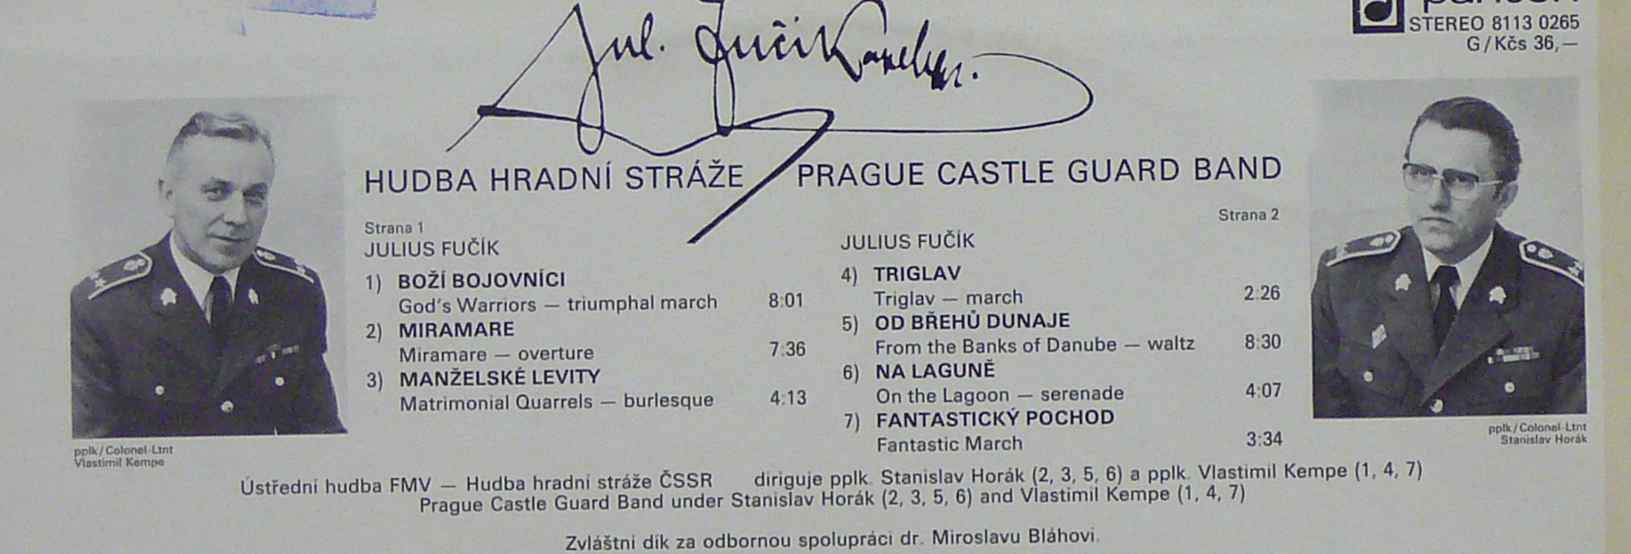 STEREO 8113 0265
G/Kčs 36,—
Jul. Fučík
HUDBA HRADNÍ STRÁŽE PRAGUE CASTLE GUARD BAND
Strana 1
JULIUS FUČÍK
1) BOŽÍ BOJOVNÍCI
God's Warriors — triumphal march 8:01
2) MIRAMARE
Miramare — overture 7:36
3) MANŽELSKÉ LEVITY
Matrimonial Quarrels — burlesque 4:13
Strana 2
JULIUS FUČÍK
4) TRIGLAV
Triglav — march 2:26
5) OD BŘEHŮ DUNAJE
From the Banks of Danube — waltz 8:30
6) NA LAGUNĚ
On the Lagoon — serenade 4:07
7) FANTASTICKÝ POCHOD
Fantastic March 3:34
pplk/Colonel-Ltnt
Vlastimil Kempe
pplk/Colonel-Ltnt
Stanislav Horák
Ústřední hudba FMV — Hudba hradní stráže ČSSR diriguje pplk. Stanislav Horák (2, 3, 5, 6) a pplk. Vlastimil Kempe (1, 4, 7)
Prague Castle Guard Band under Stanislav Horák (2, 3, 5, 6) and Vlastimil Kempe (1, 4, 7)
Zvláštní dík za odbornou spolupráci dr. Miroslavu Bláhovi.